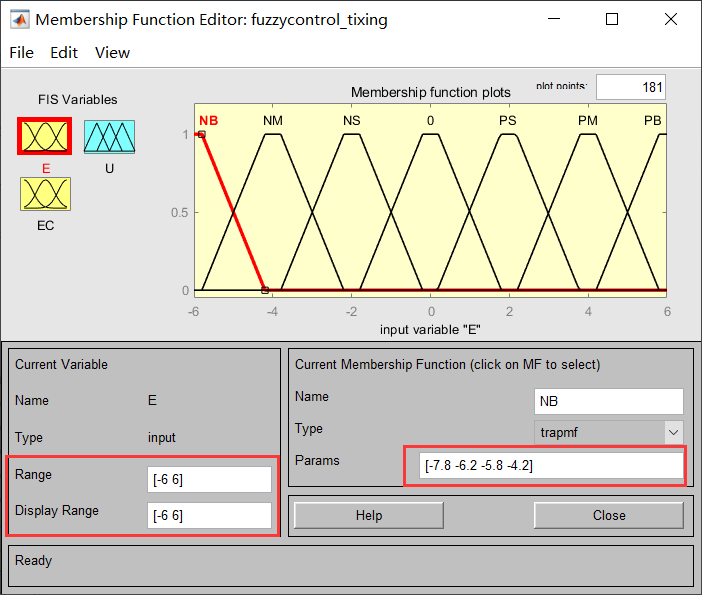 Membership Function Editor: fuzzycontrol_tixing
File Edit View
FIS Variables
E
U
EC
Membership function plots
plot points:
181
NB NM NS 0 PS PM PB
1
0.5
0
-6 -4 -2 0 2 4 6
input variable "E"
Current Variable
Name E
Type input
Range [-6 6]
Display Range [-6 6]
Current Membership Function (click on MF to select)
Name NB
Type trapmf
Params [-7.8 -6.2 -5.8 -4.2]
Help Close
Ready